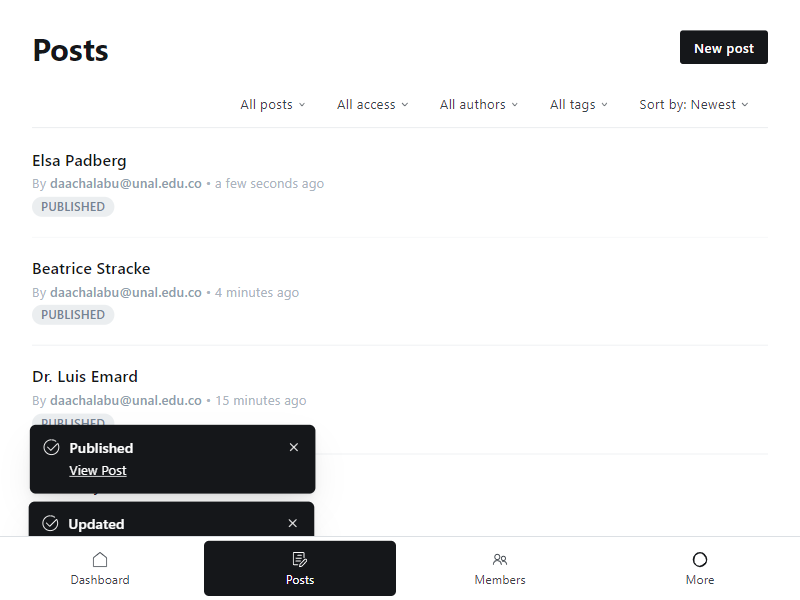 Posts
New post
All posts
All access
All authors
All tags
Sort by: Newest
Elsa Padberg
By daachalabu@unal.edu.co • a few seconds ago
PUBLISHED
Beatrice Stracke
By daachalabu@unal.edu.co • 4 minutes ago
PUBLISHED
Dr. Luis Emard
By daachalabu@unal.edu.co • 15 minutes ago
PUBLISHED
Published
View Post
Updated
Dashboard
Posts
Members
More